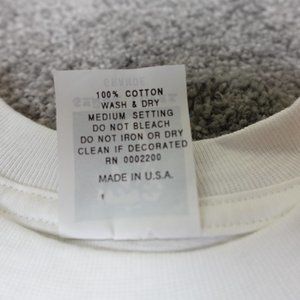 100% COTTON
WASH & DRY
MEDIUM SETTING
DO NOT BLEACH
DO NOT IRON OR DRY
CLEAN IF DECORATED
RN 0002200
MADE IN U.S.A.